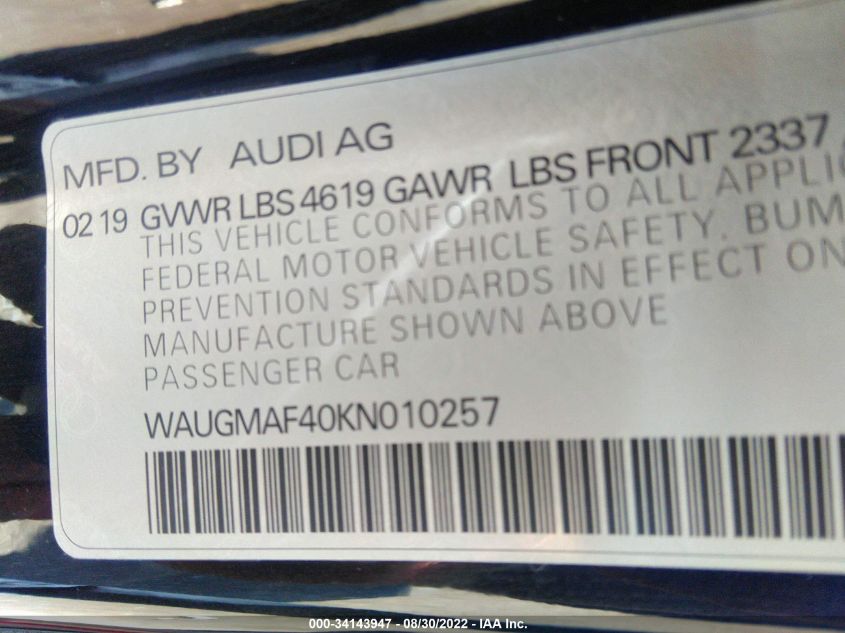 MFD. BY AUDI AG
02 19 GVWR LBS 4619 GAWR LBS FRONT 2337
THIS VEHICLE CONFORMS TO ALL APPLIC
FEDERAL MOTOR VEHICLE SAFETY. BUM
PREVENTION STANDARDS IN EFFECT ON
MANUFACTURE SHOWN ABOVE
PASSENGER CAR
WAUGMAF40KN010257
000-34143947 - 08/30/2022 - IAA Inc.